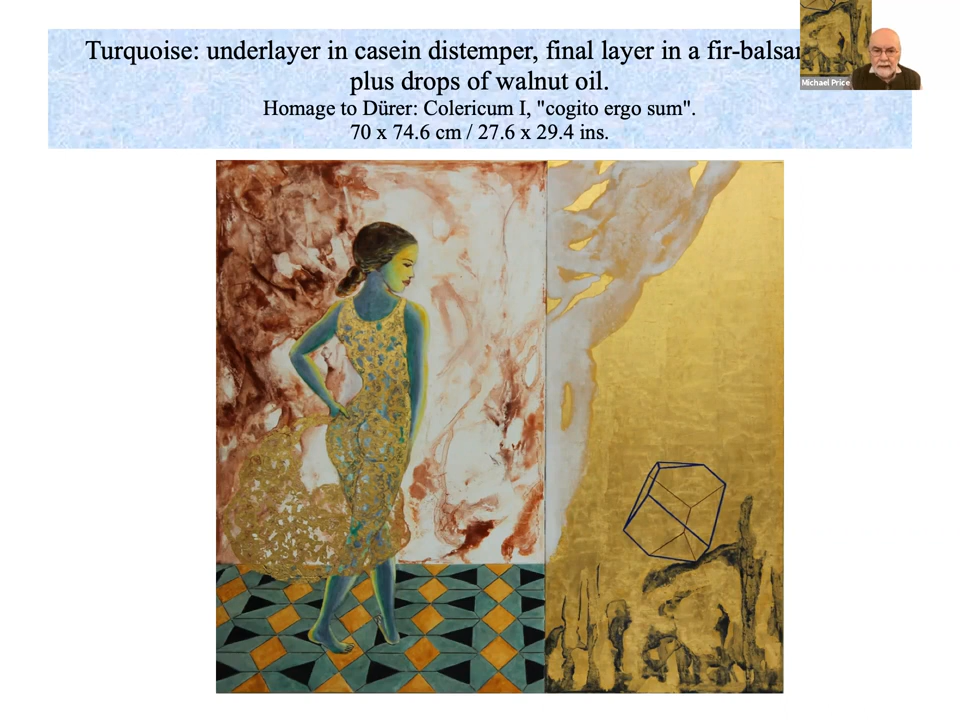 Turquoise: underlayer in casein distemper, final layer in a fir-balsam
plus drops of walnut oil.
Homage to Dürer: Colericum I, "cogito ergo sum".
70 x 74.6 cm / 27.6 x 29.4 ins.
Michael Price